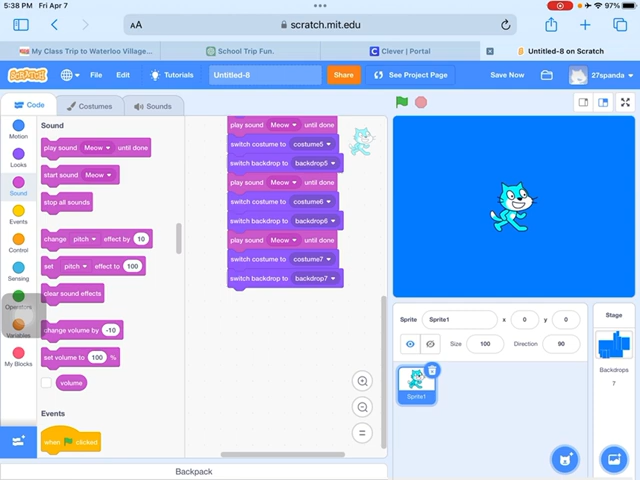 5:38 PM Fri Apr 7
97%
AA
scratch.mit.edu
My Class Trip to Waterloo Village...
School Trip Fun.
Clever | Portal
Untitled-8 on Scratch
SCRATCH
File
Edit
Tutorials
Untitled-8
Share
See Project Page
Save Now
27spanda
Code
Costumes
Sounds
Motion
Looks
Sound
Events
Control
Sensing
Operators
Variables
My Blocks
Sound
play sound Meow until done
start sound Meow
stop all sounds
change pitch effect by 10
set pitch effect to 100
clear sound effects
change volume by -10
set volume to 100 %
volume
Events
when clicked
play sound Meow until done
switch costume to costume5
switch backdrop to backdrop5
play sound Meow until done
switch costume to costume6
switch backdrop to backdrop6
play sound Meow until done
switch costume to costume7
switch backdrop to backdrop7
Backpack
Sprite Sprite1 x 0 y 0
Size 100 Direction 90
Sprite1
Stage
Backdrops
7